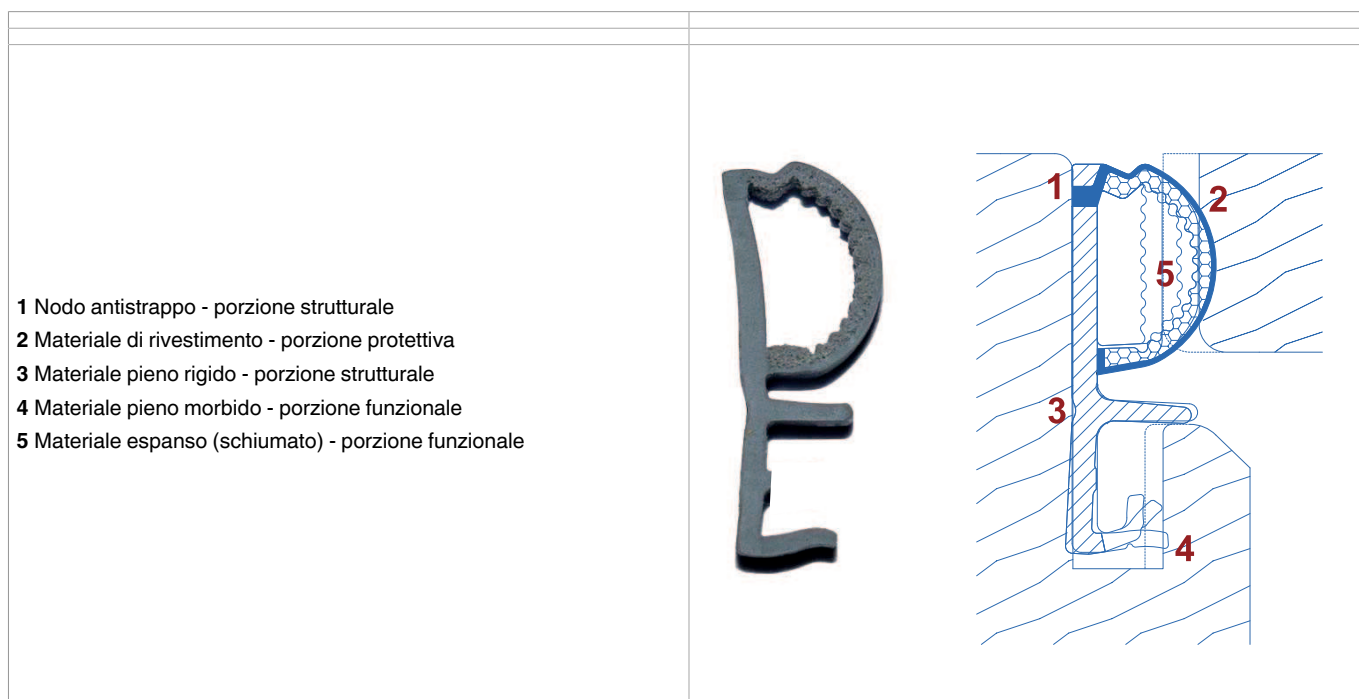 1 Nodo antistrappo - porzione strutturale
2 Materiale di rivestimento - porzione protettiva
3 Materiale pieno rigido - porzione strutturale
4 Materiale pieno morbido - porzione funzionale
5 Materiale espanso (schiumato) - porzione funzionale
1
2
5
3
4